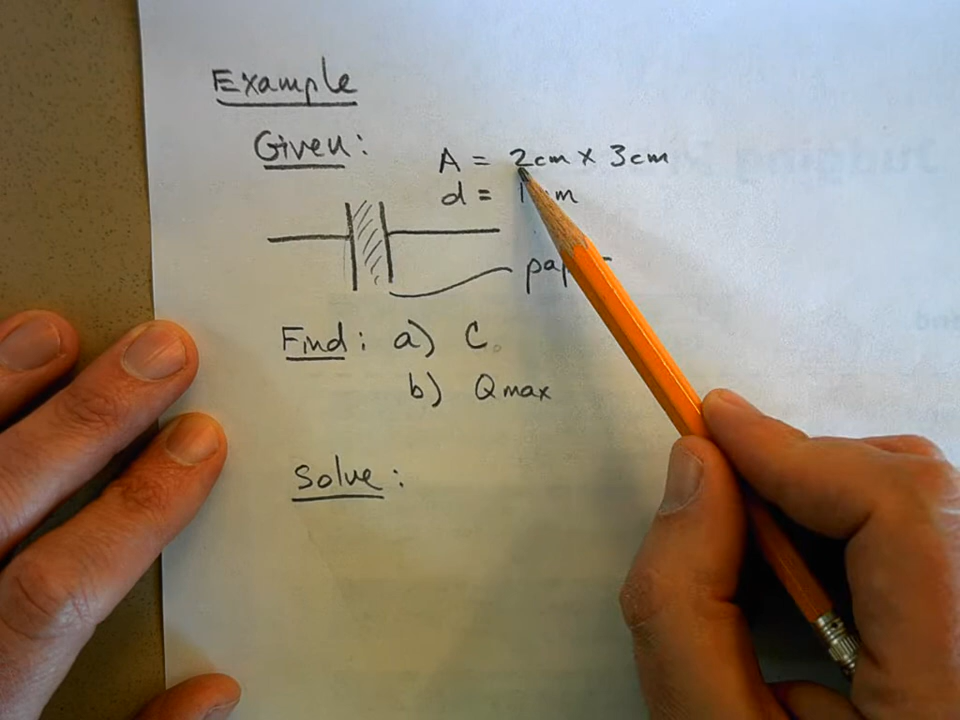 Example
Given:
A = 2cm x 3cm
d =
Find: a) C
b) Qmax
Solve: